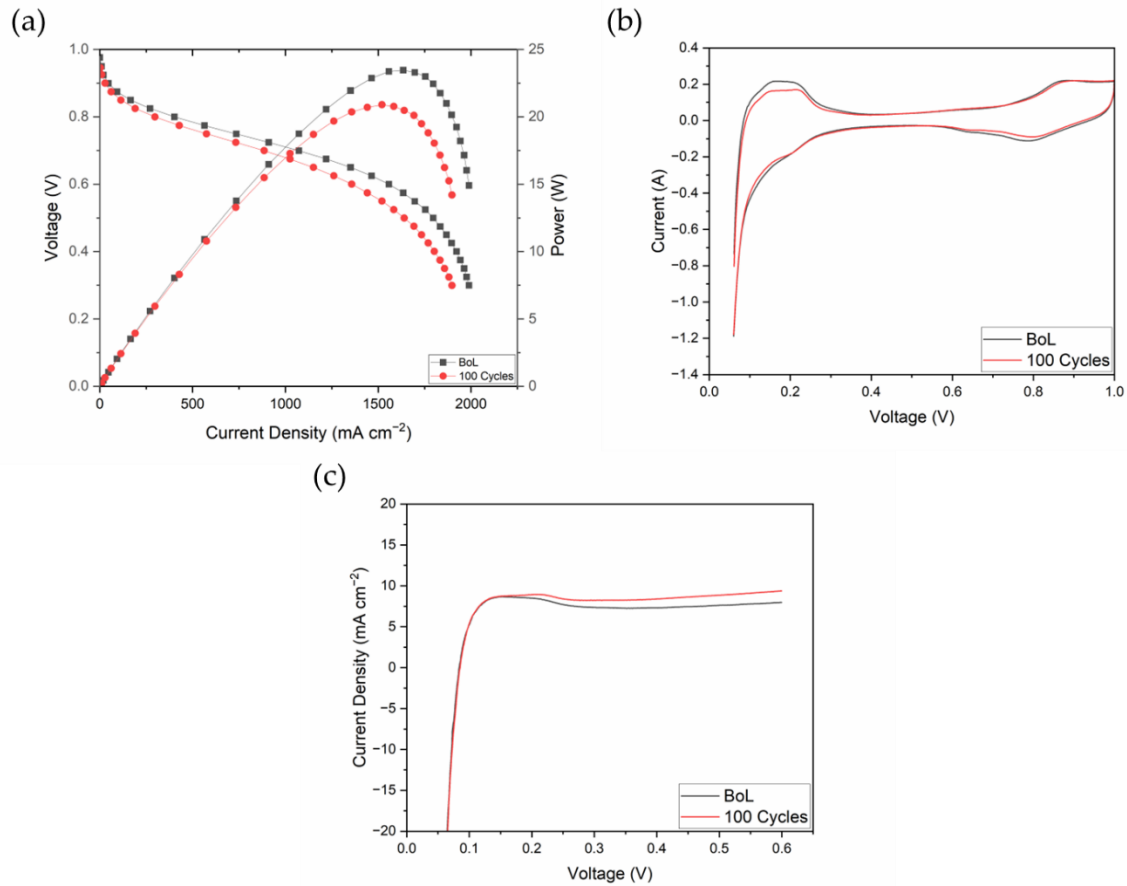 (a)
1.0
0.8
0.6
0.4
0.2
0.0
Voltage (V)
25
20
15
10
5
0
Power (W)
BoL
100 Cycles
0 500 1000 1500 2000
Current Density (mA cm⁻²)
(b)
0.4
0.2
0.0
−0.2
−0.4
−0.6
−0.8
−1.0
−1.2
−1.4
Current (A)
BoL
100 Cycles
0.0 0.2 0.4 0.6 0.8 1.0
Voltage (V)
(c)
20
15
10
5
0
−5
−10
−15
−20
Current Density (mA cm⁻²)
BoL
100 Cycles
0.0 0.1 0.2 0.3 0.4 0.5 0.6
Voltage (V)